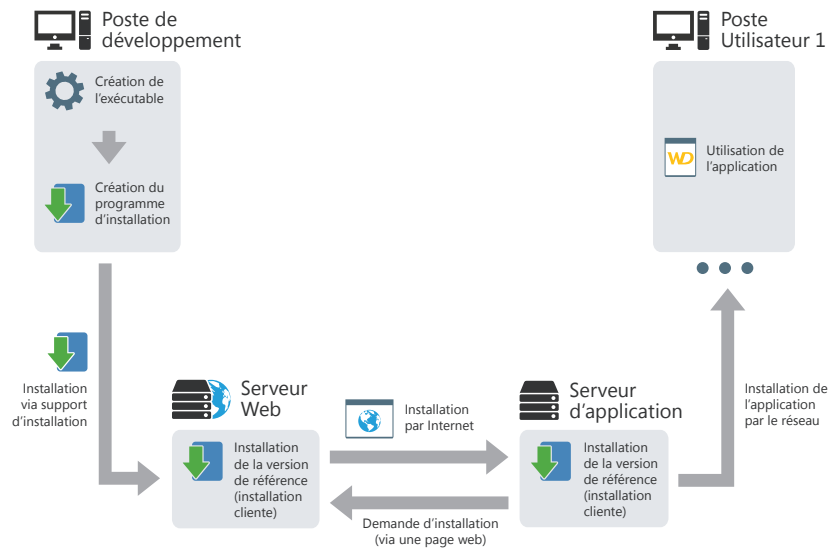 Poste de
développement
Création de
l'exécutable
Création du
programme
d'installation
Poste
Utilisateur 1
WD
Utilisation de
l'application
Installation
via support
d'installation
Serveur
Web
Installation
de la version
de référence
(installation
cliente)
Installation
par Internet
Demande d'installation
(via une page web)
Serveur
d'application
Installation
de la version
de référence
(installation
cliente)
Installation de
l'application
par le réseau